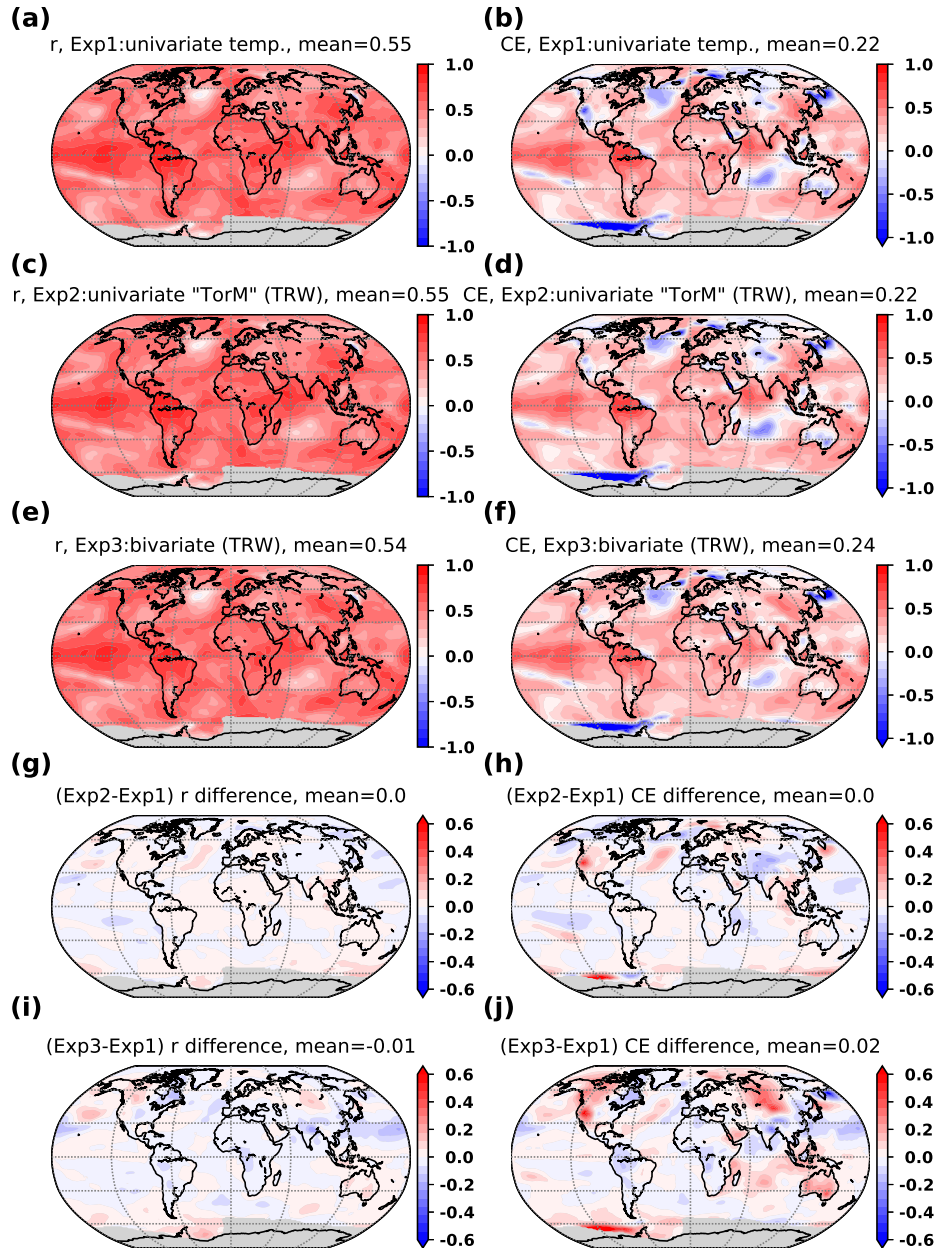 (a)
(b)
r, Exp1:univariate temp., mean=0.55
CE, Exp1:univariate temp., mean=0.22
1.0
0.5
0.0
-0.5
-1.0
1.0
0.5
0.0
-0.5
-1.0
(c)
(d)
r, Exp2:univariate "TorM" (TRW), mean=0.55
CE, Exp2:univariate "TorM" (TRW), mean=0.22
1.0
0.5
0.0
-0.5
-1.0
1.0
0.5
0.0
-0.5
-1.0
(e)
(f)
r, Exp3:bivariate (TRW), mean=0.54
CE, Exp3:bivariate (TRW), mean=0.24
1.0
0.5
0.0
-0.5
-1.0
1.0
0.5
0.0
-0.5
-1.0
(g)
(h)
(Exp2-Exp1) r difference, mean=0.0
(Exp2-Exp1) CE difference, mean=0.0
0.6
0.4
0.2
0.0
-0.2
-0.4
-0.6
0.6
0.4
0.2
0.0
-0.2
-0.4
-0.6
(i)
(j)
(Exp3-Exp1) r difference, mean=-0.01
(Exp3-Exp1) CE difference, mean=0.02
0.6
0.4
0.2
0.0
-0.2
-0.4
-0.6
0.6
0.4
0.2
0.0
-0.2
-0.4
-0.6